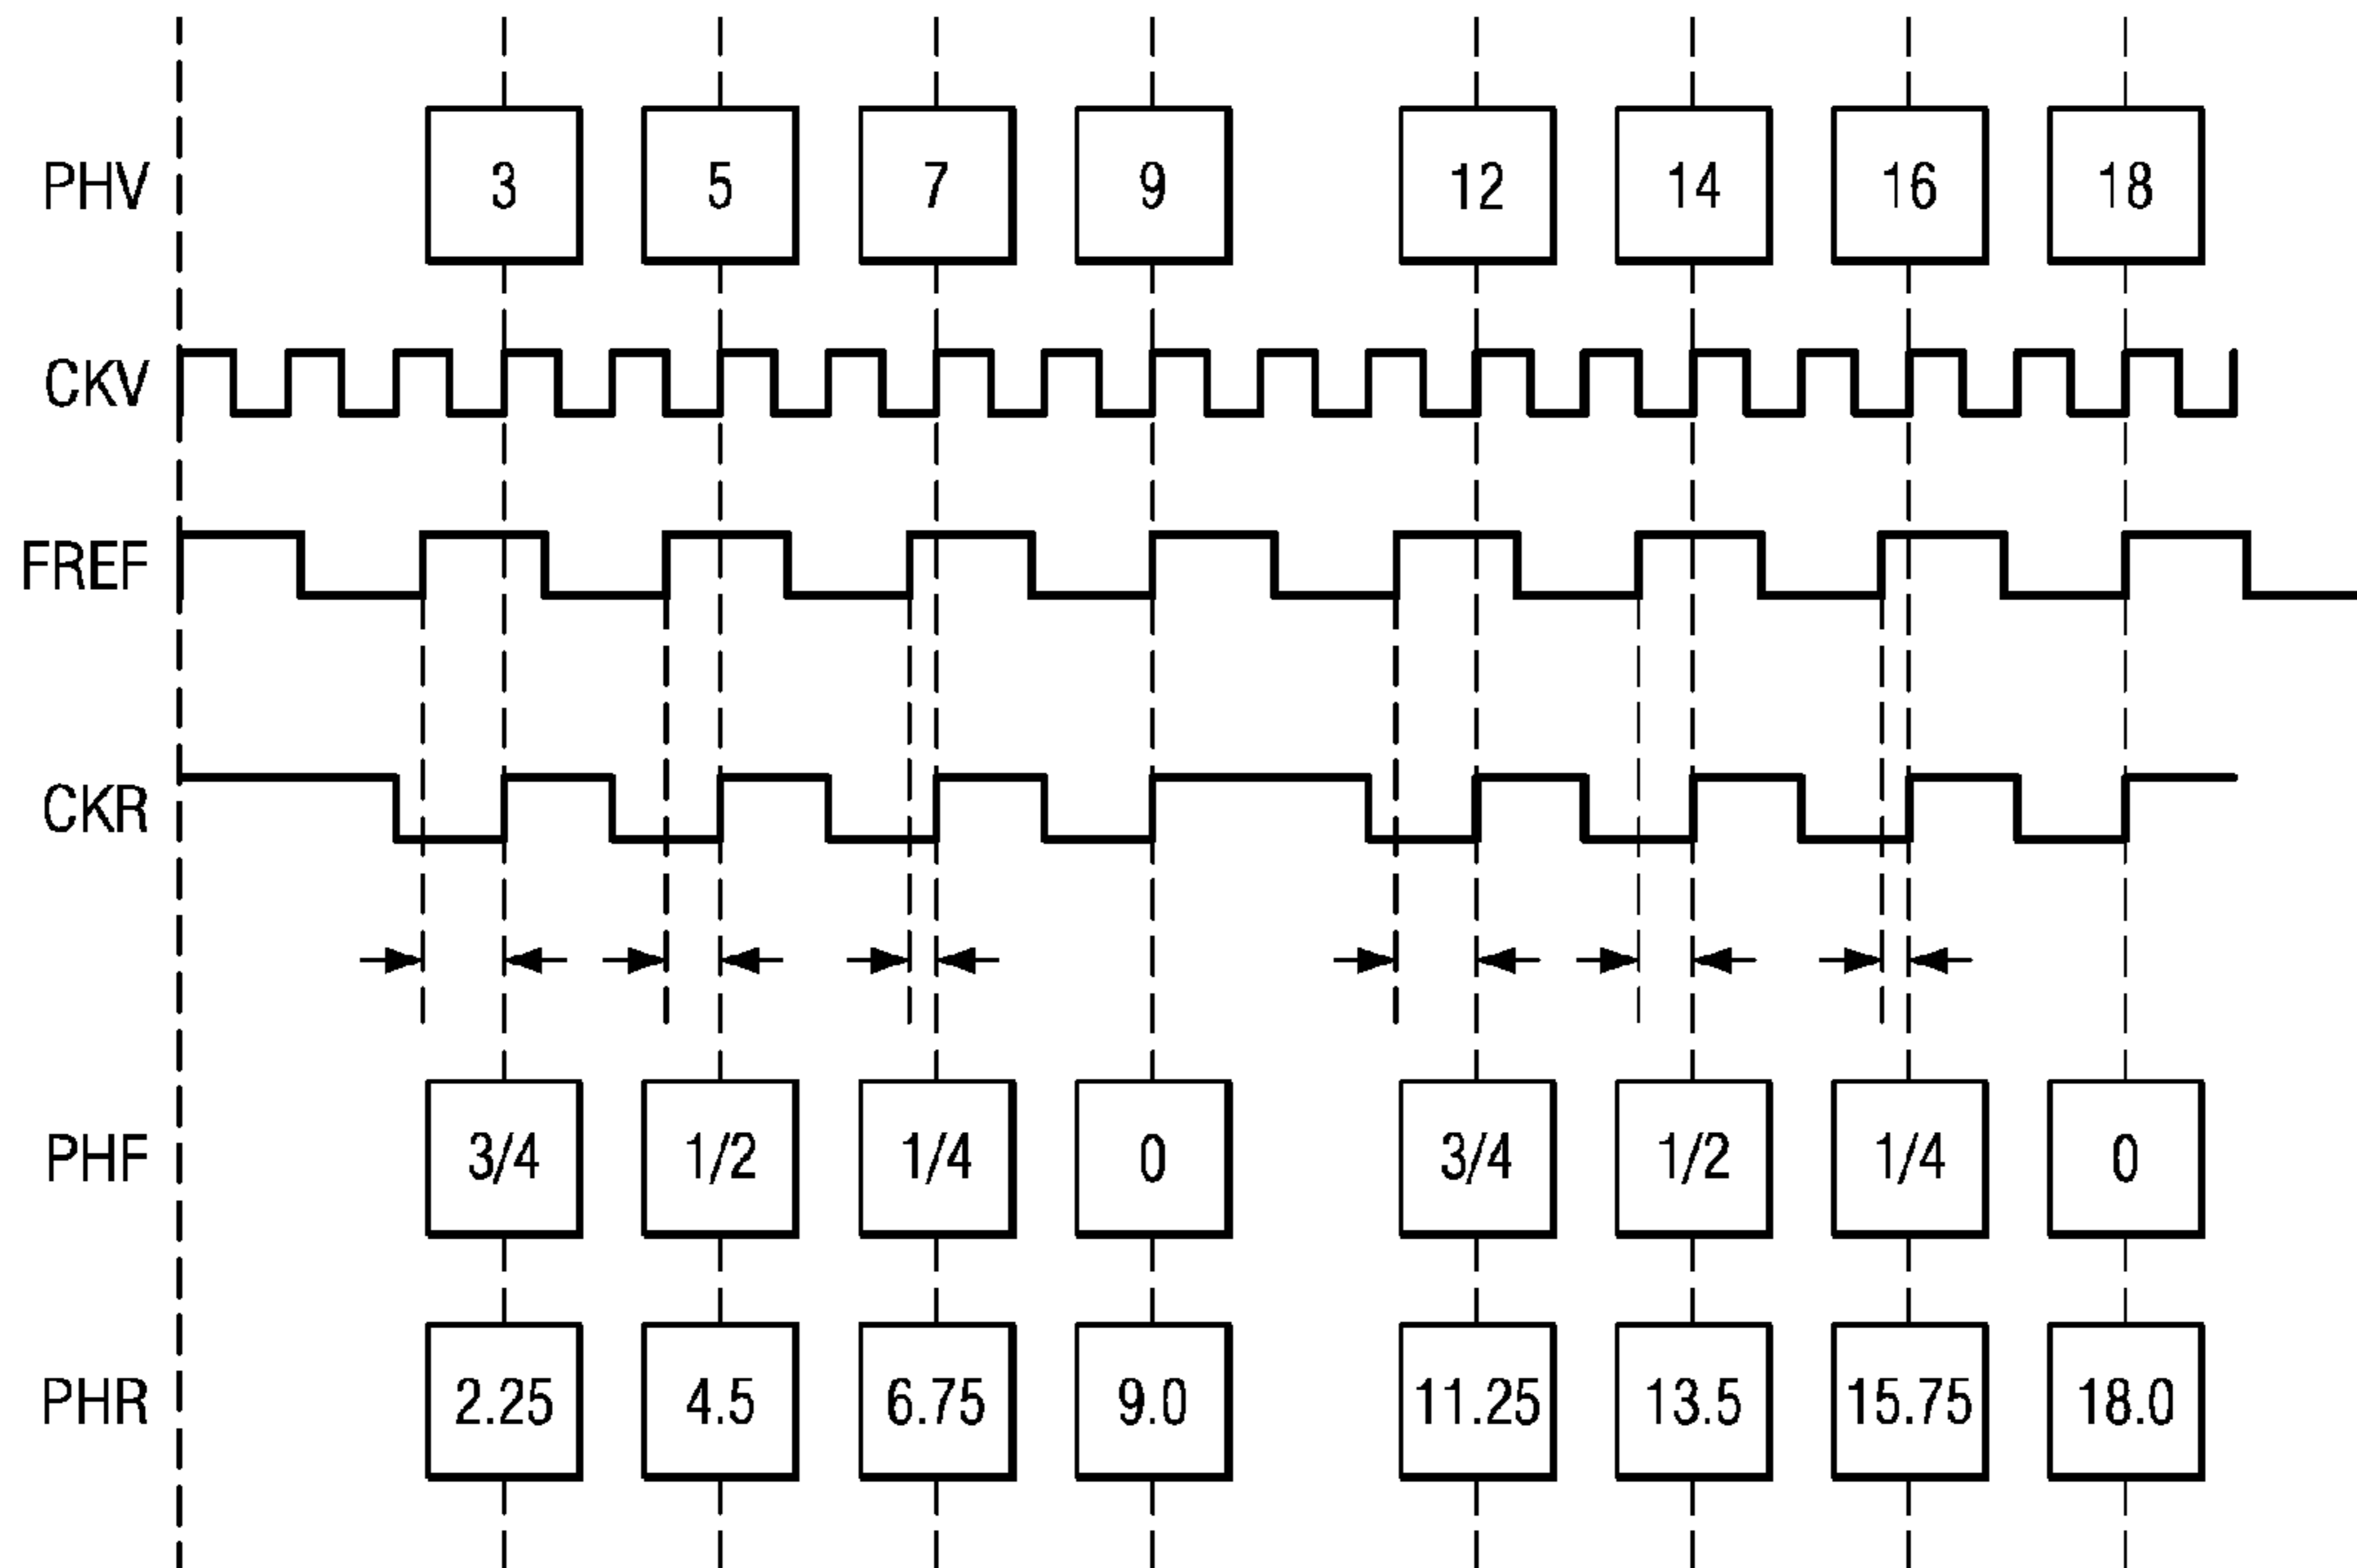 PHV 3 5 7 9 12 14 16 18
CKV
FREF
CKR
PHF 3/4 1/2 1/4 0 3/4 1/2 1/4 0
PHR 2.25 4.5 6.75 9.0 11.25 13.5 15.75 18.0